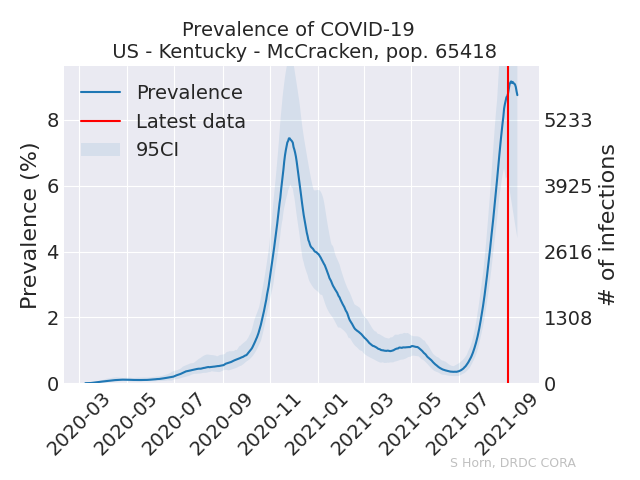 Prevalence of COVID-19
US - Kentucky - McCracken, pop. 65418
Prevalence
Latest data
95CI
Prevalence (%)
8
6
4
2
0
5233
3925
2616
1308
0
# of infections
2020-03
2020-05
2020-07
2020-09
2020-11
2021-01
2021-03
2021-05
2021-07
2021-09
S Horn, DRDC CORA